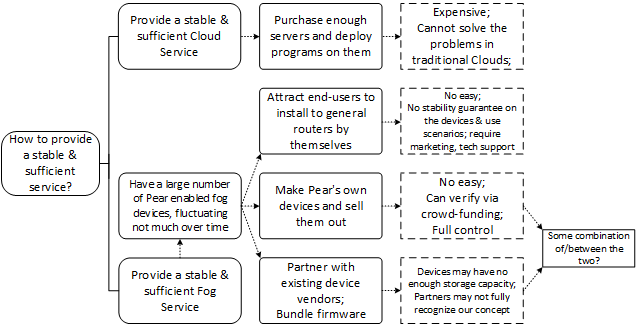 How to provide
a stable &
sufficient
service?
Provide a stable &
sufficient Cloud
Service
Purchase enough
servers and deploy
programs on them
Expensive;
Cannot solve the
problems in
traditional Clouds;
Attract end-users to
install to general
routers by
themselves
No easy;
No stability guarantee on
the devices & use
scenarios; require
marketing, tech support
Have a large number
of Pear enabled fog
devices, fluctuating
not much over time
Make Pear's own
devices and sell
them out
No easy;
Can verify via
crowd-funding;
Full control
Provide a stable &
sufficient Fog
Service
Partner with
existing device
vendors;
Bundle firmware
Devices may have no
enough storage capacity;
Partners may not fully
recognize our concept
Some combination
of/between the
two?